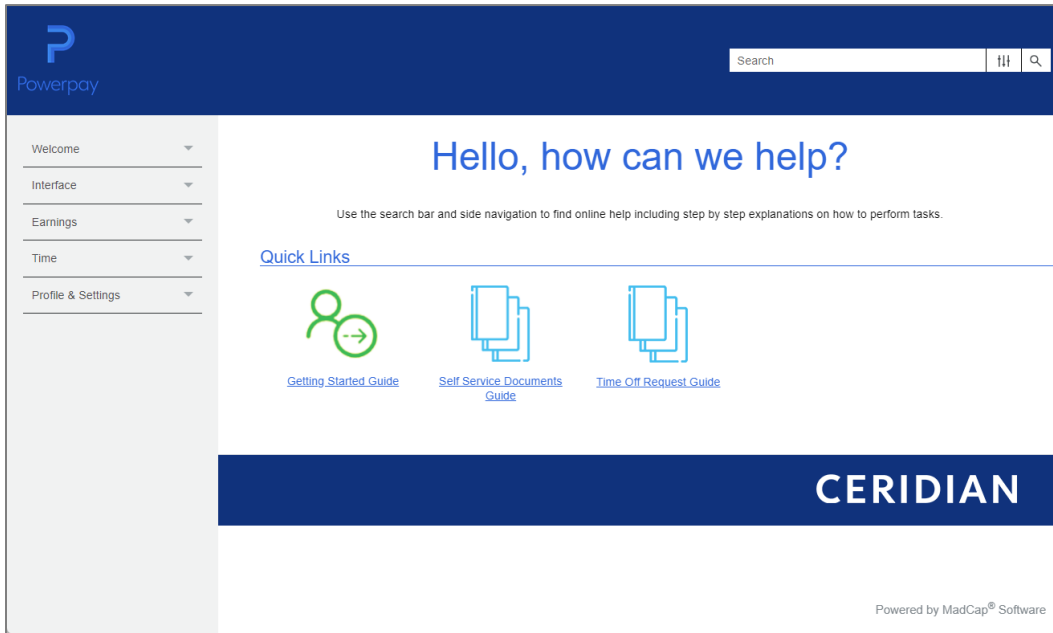 Powerpay
Search
Welcome
Interface
Earnings
Time
Profile & Settings
Hello, how can we help?
Use the search bar and side navigation to find online help including step by step explanations on how to perform tasks.
Quick Links
Getting Started Guide
Self Service Documents
Guide
Time Off Request Guide
CERIDIAN
Powered by MadCap® Software